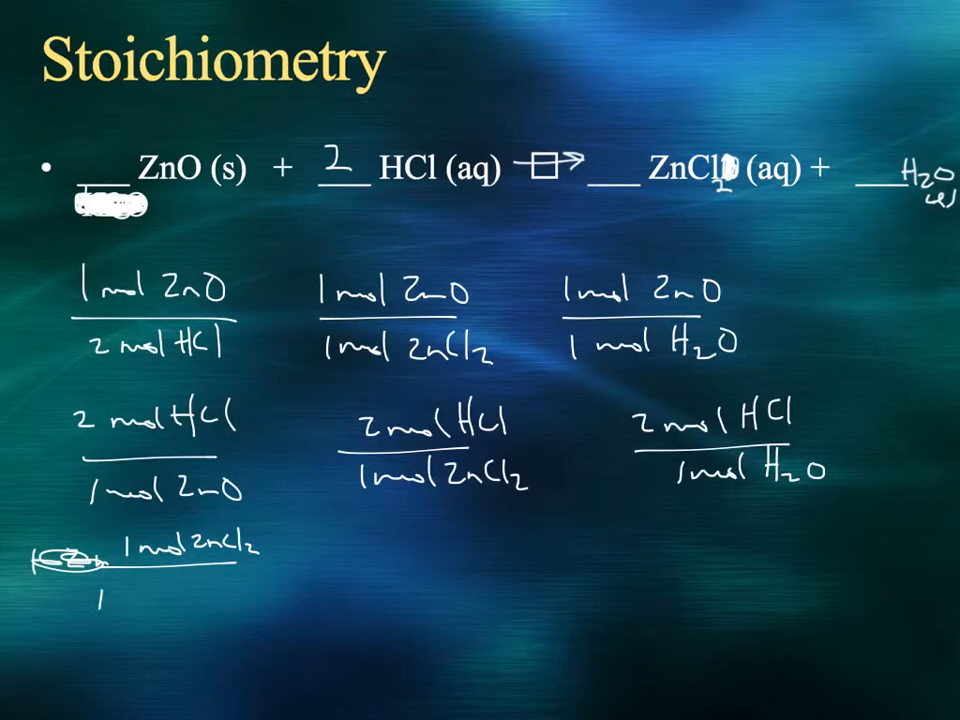 Stoichiometry
• ___ ZnO (s) + 2 HCl (aq) → ___ ZnCl2 (aq) + ___ H2O (l)
1 mol ZnO / 2 mol HCl    1 mol ZnO / 1 mol ZnCl2    1 mol ZnO / 1 mol H2O
2 mol HCl / 1 mol ZnO    2 mol HCl / 1 mol ZnCl2    2 mol HCl / 1 mol H2O
1 mol ZnCl2 / 1